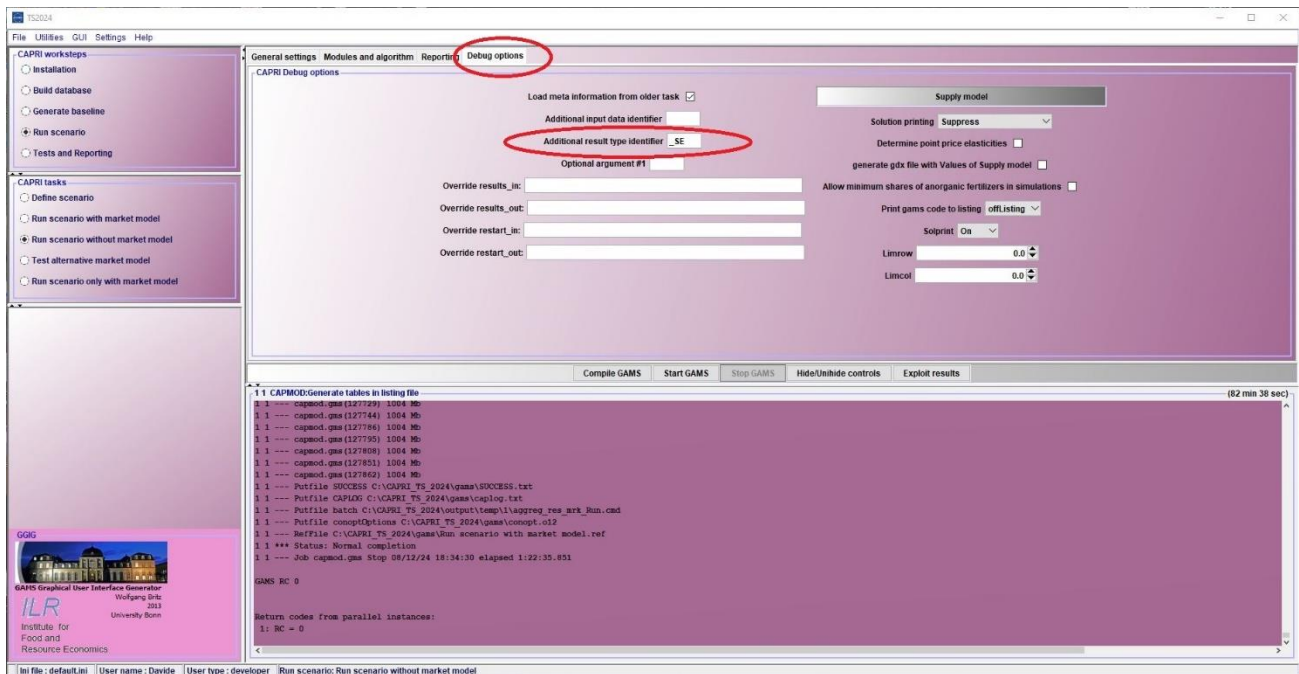 TS2024
File Utilities GUI Settings Help
CAPRI worksteps
Installation
Build database
Generate baseline
Run scenario
Tests and Reporting
CAPRI tasks
Define scenario
Run scenario with market model
Run scenario without market model
Test alternative market model
Run scenario only with market model
GGIG
GAMS Graphical User Interface Generator
Wolfgang Britz
2013
University Bonn
ILR
Institute for
Food and
Resource Economics
General settings Modules and algorithm Reporting Debug options
CAPRI Debug options
Load meta information from older task
Additional input data identifier
Additional result type identifier _SE
Optional argument #1
Override results_in:
Override results_out:
Override restart_in:
Override restart_out:
Supply model
Solution printing Suppress
Determine point price elasticities
generate gdx file with Values of Supply model
Allow minimum shares of anorganic fertilizers in simulations
Print gams code to listing offListing
Solprint On
Limrow 0.0
Limcol 0.0
Compile GAMS Start GAMS Stop GAMS Hide/Unihide controls Exploit results
1 1 CAPMOD:Generate tables in listing file (82 min 38 sec)
1 1 --- capmod.gms(127729) 1004 Mb
1 1 --- capmod.gms(127744) 1004 Mb
1 1 --- capmod.gms(127786) 1004 Mb
1 1 --- capmod.gms(127795) 1004 Mb
1 1 --- capmod.gms(127808) 1004 Mb
1 1 --- capmod.gms(127851) 1004 Mb
1 1 --- capmod.gms(127862) 1004 Mb
1 1 --- Putfile SUCCESS C:\CAPRI_TS_2024\gams\SUCCESS.txt
1 1 --- Putfile CAPLOG C:\CAPRI_TS_2024\gams\caplog.txt
1 1 --- Putfile batch C:\CAPRI_TS_2024\output\temp\1\aggreg_res_mrk_Run.cmd
1 1 --- Putfile conoptOptions C:\CAPRI_TS_2024\gams\conopt.o12
1 1 --- RefFile C:\CAPRI_TS_2024\gams\Run scenario with market model.ref
1 1 *** Status: Normal completion
1 1 --- Job capmod.gms Stop 08/12/24 18:34:30 elapsed 1:22:35.851
GAMS RC 0
Return codes from parallel instances:
1: RC = 0
Ini file : default.ini User name : Davide User type : developer Run scenario: Run scenario without market model